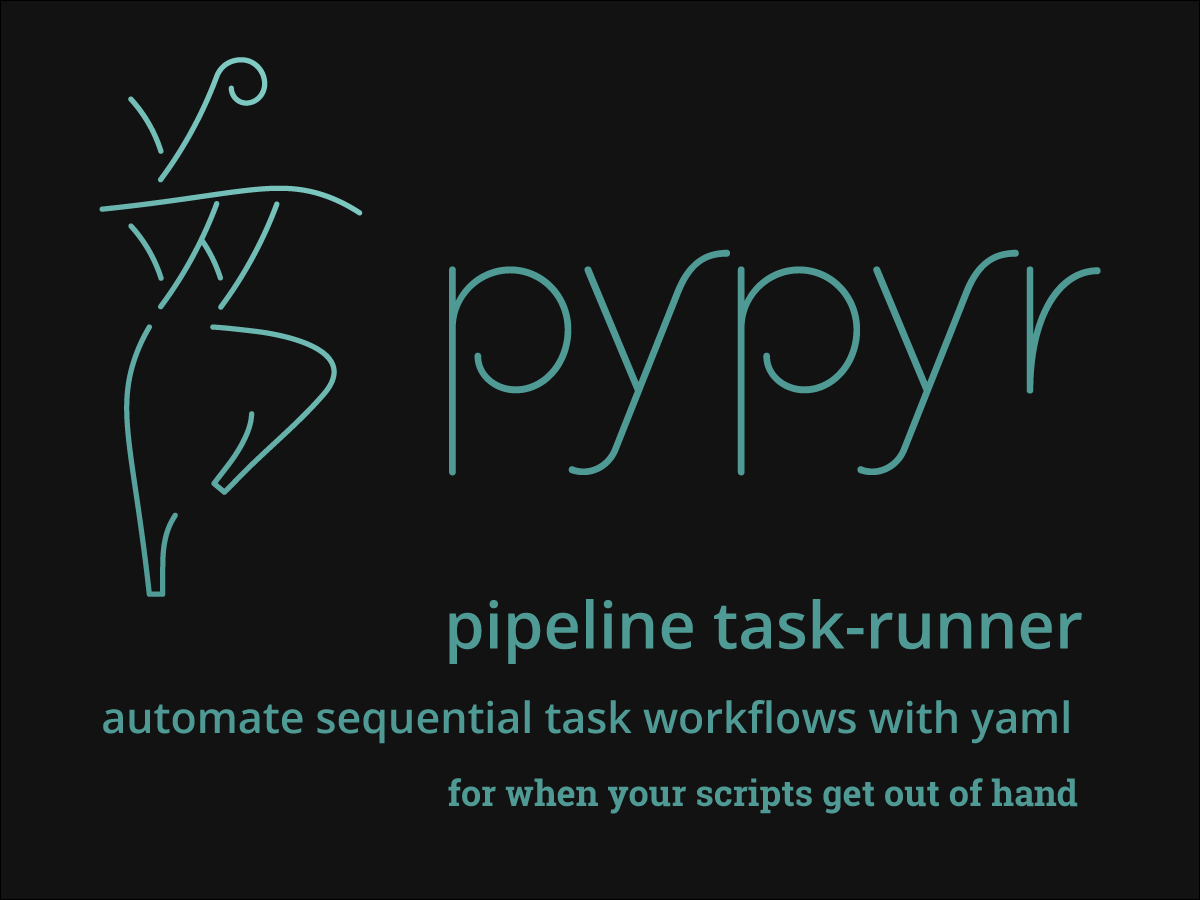 pypyr
pipeline task-runner
automate sequential task workflows with yaml
for when your scripts get out of hand